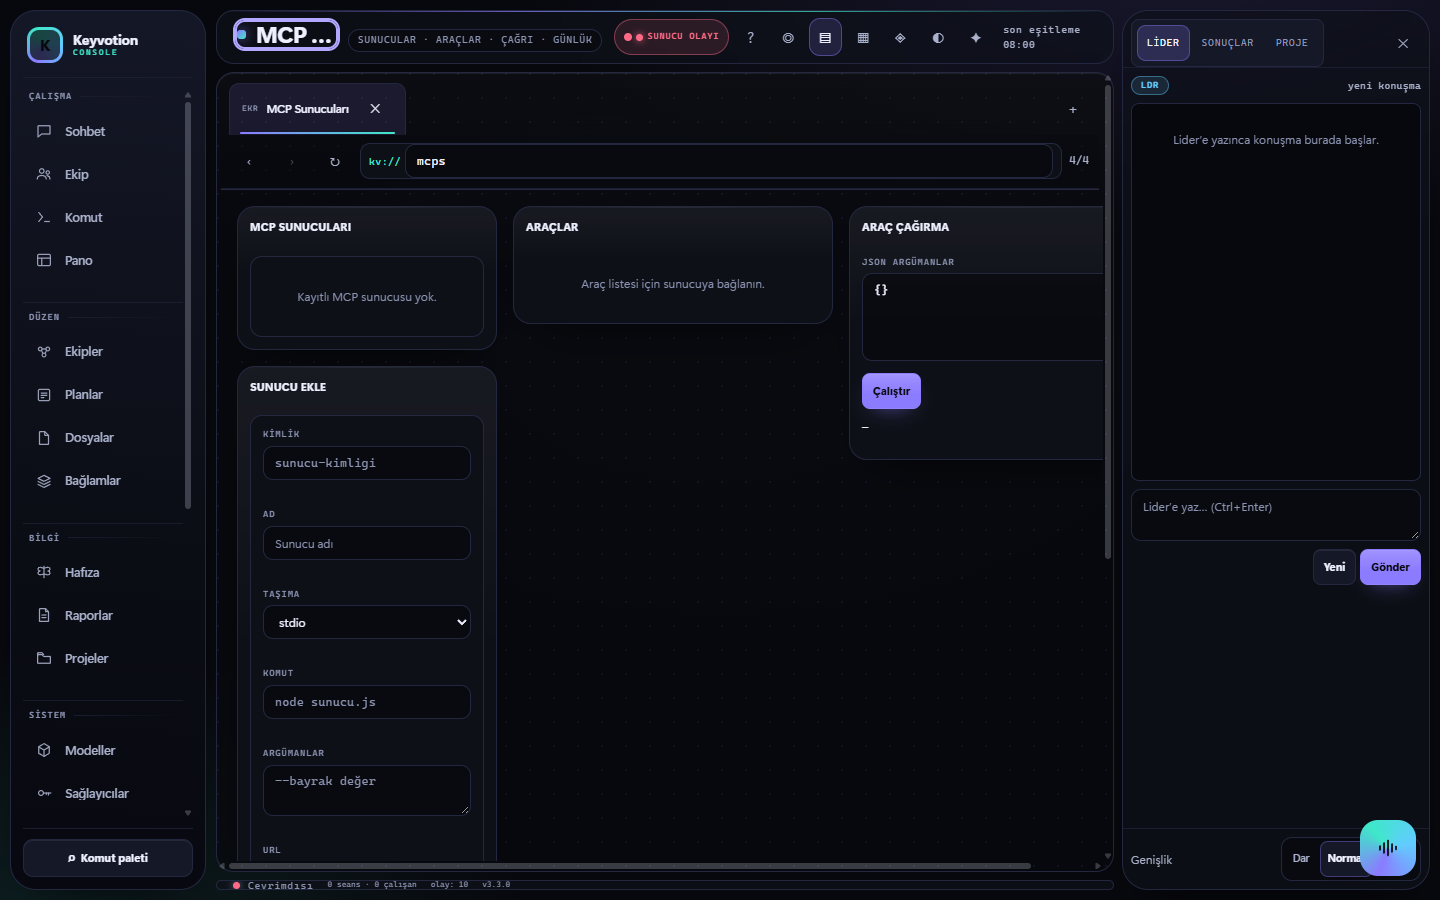 K
Keyvotion
CONSOLE
ÇALIŞMA
Sohbet
Ekip
Komut
Pano
DÜZEN
Ekipler
Planlar
Dosyalar
Bağlamlar
BİLGİ
Hafıza
Raporlar
Projeler
SİSTEM
Modeller
Sağlayıcılar
Komut paleti
MCP ...
SUNUCULAR · ARAÇLAR · ÇAĞRI · GÜNLÜK
SUNUCU OLAYI
?
son eşitleme
08:00
EKR MCP Sunucuları
+
kv:// mcps
4/4
MCP SUNUCULARI
Kayıtlı MCP sunucusu yok.
SUNUCU EKLE
KİMLİK
sunucu-kimligi
AD
Sunucu adı
TAŞIMA
stdio
KOMUT
node sunucu.js
ARGÜMANLAR
--bayrak değer
URL
ARAÇLAR
Araç listesi için sunucuya bağlanın.
ARAÇ ÇAĞIRMA
JSON ARGÜMANLAR
{}
Çalıştır
—
Çevrimdışı 0 seans · 0 çalışan olay: 10 v3.3.0
LİDER SONUÇLAR PROJE
LDR yeni konuşma
Lider'e yazınca konuşma burada başlar.
Lider'e yaz... (Ctrl+Enter)
Yeni Gönder
Genişlik Dar Norma